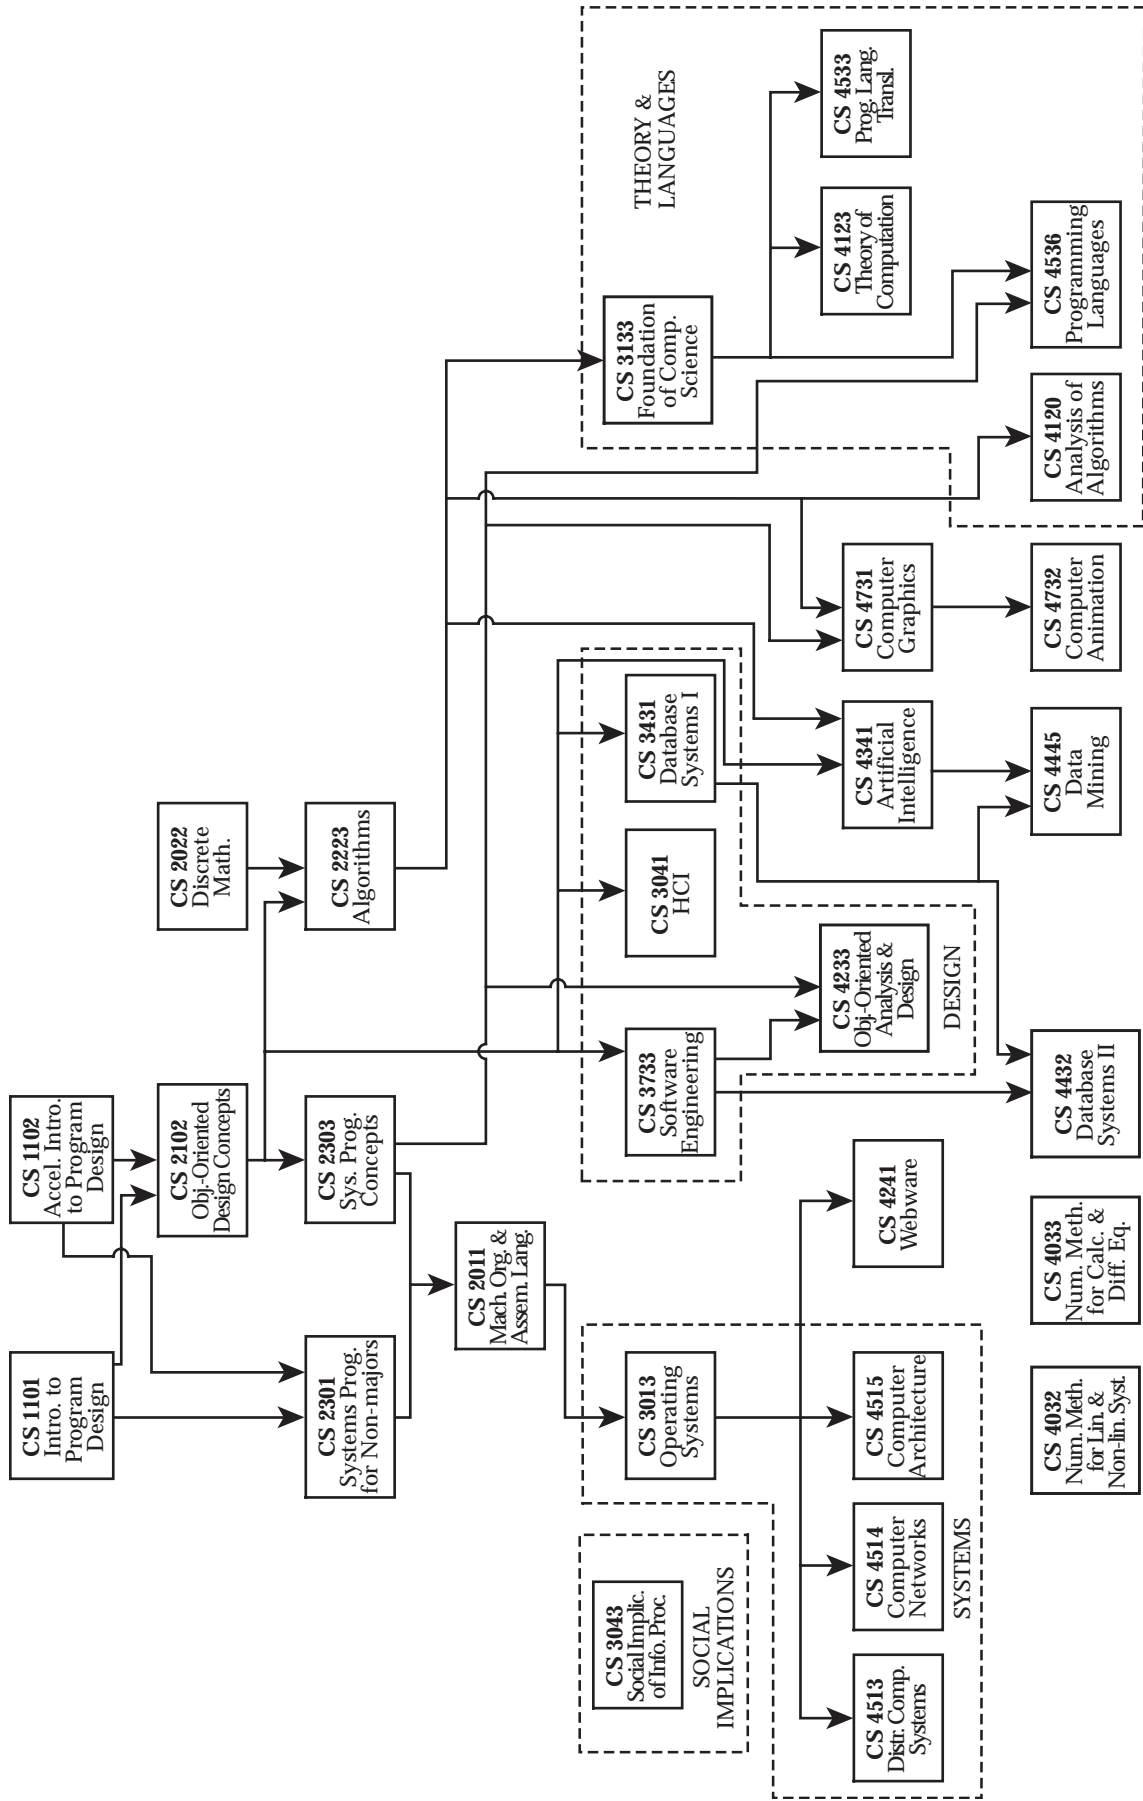 CS 1101
Intro. to
Program
Design
CS 1102
Accel. Intro.
to Program
Design
CS 2102
Obj.-Oriented
Design Concepts
CS 2022
Discrete
Math.
CS 2301
Systems Prog.
for Non-majors
CS 2303
Sys. Prog.
Concepts
CS 2223
Algorithms
CS 2011
Mach. Org. &
Assem. Lang.
CS 3043
Social Implic.
of Info. Proc.
SOCIAL
IMPLICATIONS
CS 3013
Operating
Systems
CS 3733
Software
Engineering
CS 3041
HCI
CS 3431
Database
Systems I
CS 3133
Foundation
of Comp.
Science
THEORY &
LANGUAGES
CS 4513
Distr. Comp.
Systems
CS 4514
Computer
Networks
CS 4515
Computer
Architecture
SYSTEMS
CS 4241
Webware
CS 4233
Obj.-Oriented
Analysis &
Design
DESIGN
CS 4341
Artificial
Intelligence
CS 4731
Computer
Graphics
CS 4123
Theory of
Computation
CS 4533
Prog. Lang.
Transl.
CS 4032
Num. Meth.
for Lin. &
Non-lin. Syst.
CS 4033
Num. Meth.
for Calc. &
Diff. Eq.
CS 4432
Database
Systems II
CS 4445
Data
Mining
CS 4732
Computer
Animation
CS 4120
Analysis of
Algorithms
CS 4536
Programming
Languages